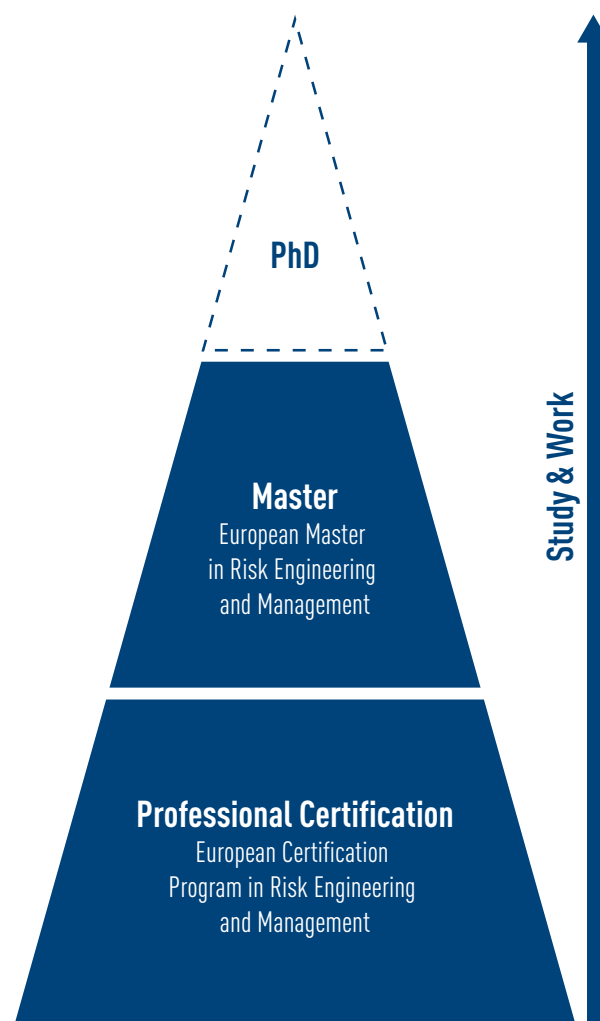 PhD
Master
European Master
in Risk Engineering
and Management
Study & Work
Professional Certification
European Certification
Program in Risk Engineering
and Management